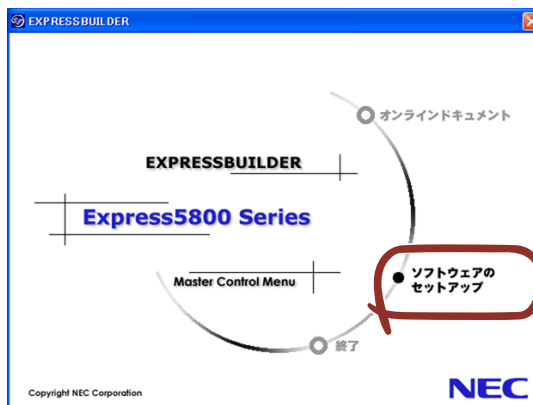 EXPRESSBUILDER
オンラインドキュメント
EXPRESSBUILDER
Express5800 Series
ソフトウェアの
セットアップ
Master Control Menu
終了
Copyright NEC Corporation
NEC